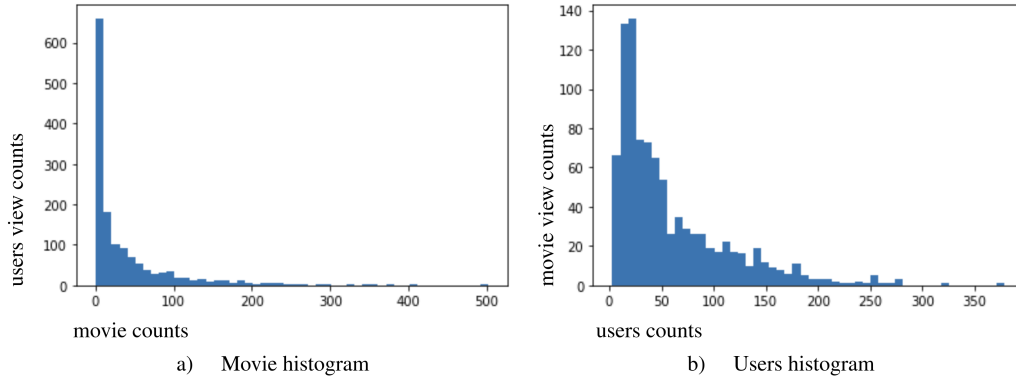 600
500
400
300
200
100
0
users view counts
0 100 200 300 400 500
movie counts
a) Movie histogram
140
120
100
80
60
40
20
0
movie view counts
0 50 100 150 200 250 300 350
users counts
b) Users histogram